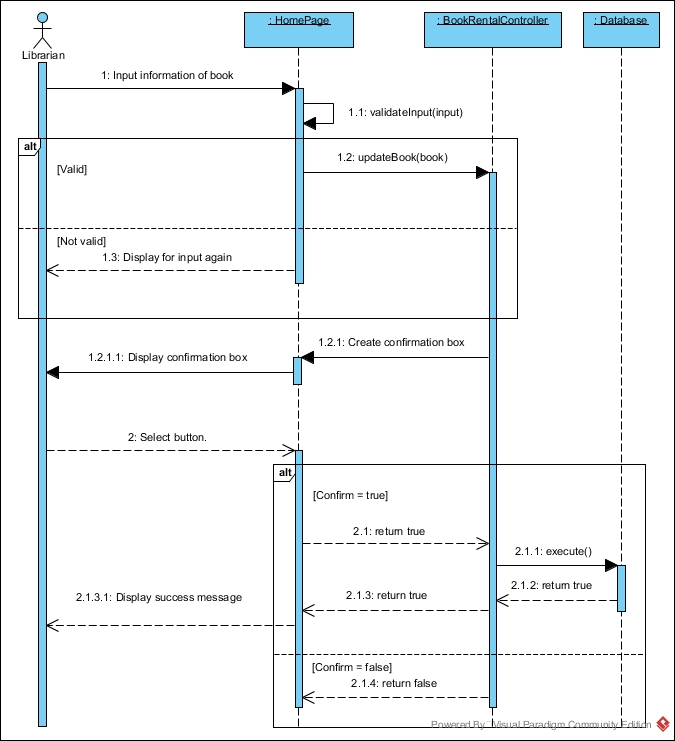 : HomePage
: BookRentalController
: Database
Librarian
1: Input information of book
1.1: validateInput(input)
alt
1.2: updateBook(book)
[Valid]
[Not valid]
1.3: Display for input again
1.2.1: Create confirmation box
1.2.1.1: Display confirmation box
2: Select button.
alt
[Confirm = true]
2.1: return true
2.1.1: execute()
2.1.2: return true
2.1.3: return true
2.1.3.1: Display success message
[Confirm = false]
2.1.4: return false
Powered By Visual Paradigm Community Edition